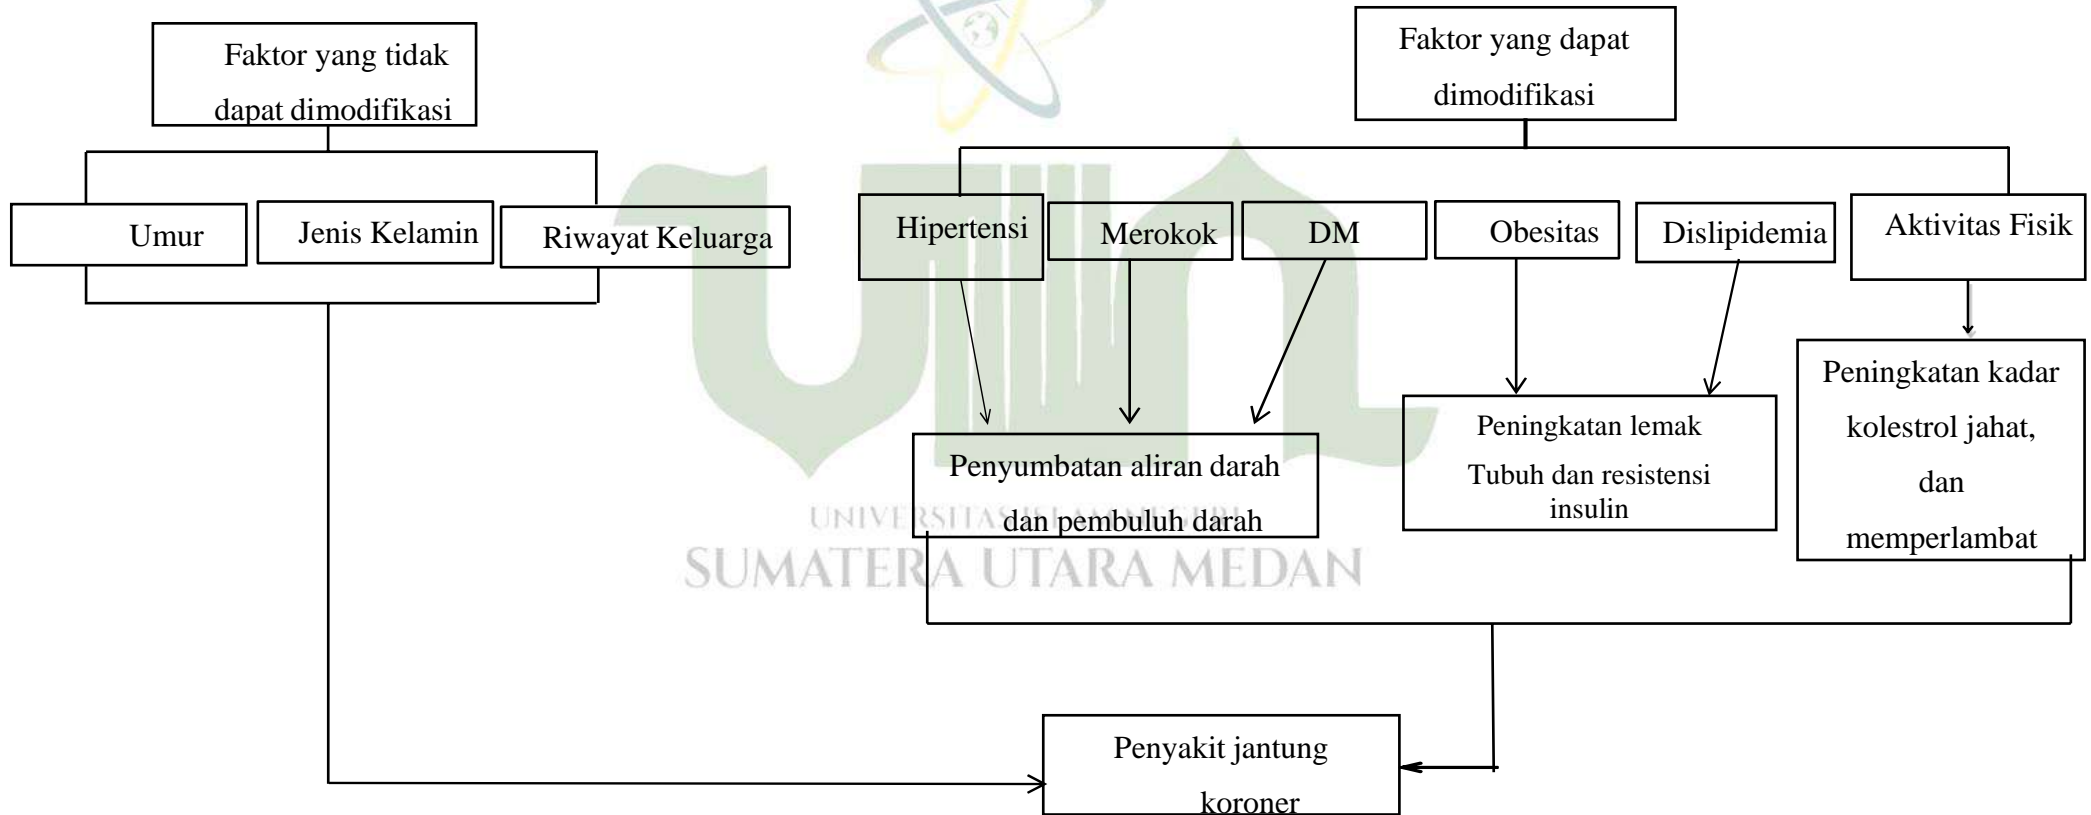 Faktor yang tidak
dapat dimodifikasi
Faktor yang dapat
dimodifikasi
Umur
Jenis Kelamin
Riwayat Keluarga
Hipertensi
Merokok
DM
Obesitas
Dislipidemia
Aktivitas Fisik
Penyumbatan aliran darah
dan pembuluh darah
Peningkatan lemak
Tubuh dan resistensi
insulin
Peningkatan kadar
kolestrol jahat,
dan
memperlambat
UNIVERSITAS ISLAM NEGERI
SUMATERA UTARA MEDAN
Penyakit jantung
koroner